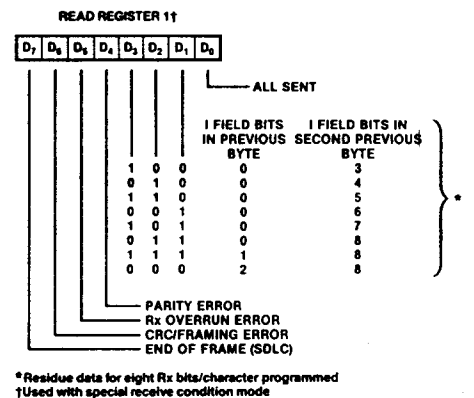 READ REGISTER 1†
D7 D6 D5 D4 D3 D2 D1 D0
ALL SENT
I FIELD BITS IN PREVIOUS BYTE I FIELD BITS IN SECOND PREVIOUS BYTE
1 0 0 0 3
0 1 0 0 4
1 1 0 0 5
0 0 1 0 6
1 0 1 0 7
0 1 1 0 8
1 1 1 1 8
0 0 0 2 8
*
PARITY ERROR
Rx OVERRUN ERROR
CRC/FRAMING ERROR
END OF FRAME (SDLC)
*Residue data for eight Rx bits/character programmed
†Used with special receive condition mode